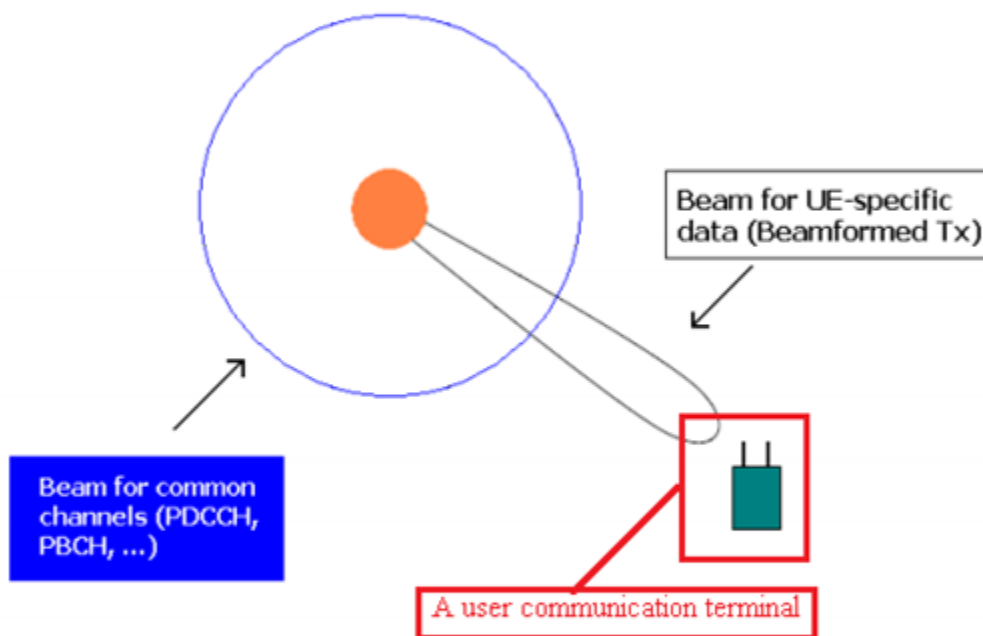 Beam for UE-specific
data (Beamformed Tx)
Beam for common
channels (PDCCH,
PBCH, ...)
A user communication terminal